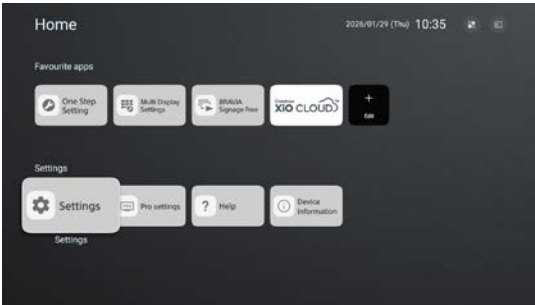 Home
2026/01/29 (Thu) 10:35
Favourite apps
One Step
Setting
Multi Display
Settings
BRAVIA
Signage Free
Crestron
XiO CLOUD
+
Edit
Settings
Settings
Pro settings
? Help
Device
Information
Settings